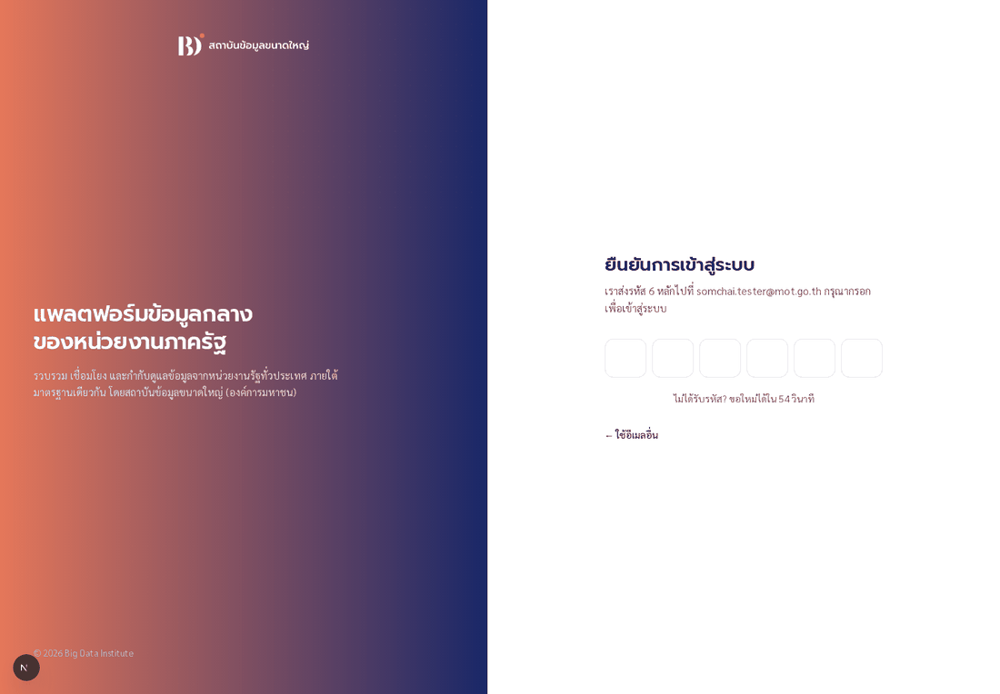 BD สถาบันข้อมูลขนาดใหญ่
แพลตฟอร์มข้อมูลกลาง
ของหน่วยงานภาครัฐ
รวบรวม เชื่อมโยง และกำกับดูแลข้อมูลจากหน่วยงานรัฐทั่วประเทศ ภายใต้
มาตรฐานเดียวกัน โดยสถาบันข้อมูลขนาดใหญ่ (องค์การมหาชน)
© 2026 Big Data Institute
N
ยืนยันการเข้าสู่ระบบ
เราส่งรหัส 6 หลักไปที่ somchai.tester@mot.go.th กรุณากรอก
เพื่อเข้าสู่ระบบ
ไม่ได้รับรหัส? ขอใหม่ได้ใน 54 วินาที
← ใช้อีเมลอื่น